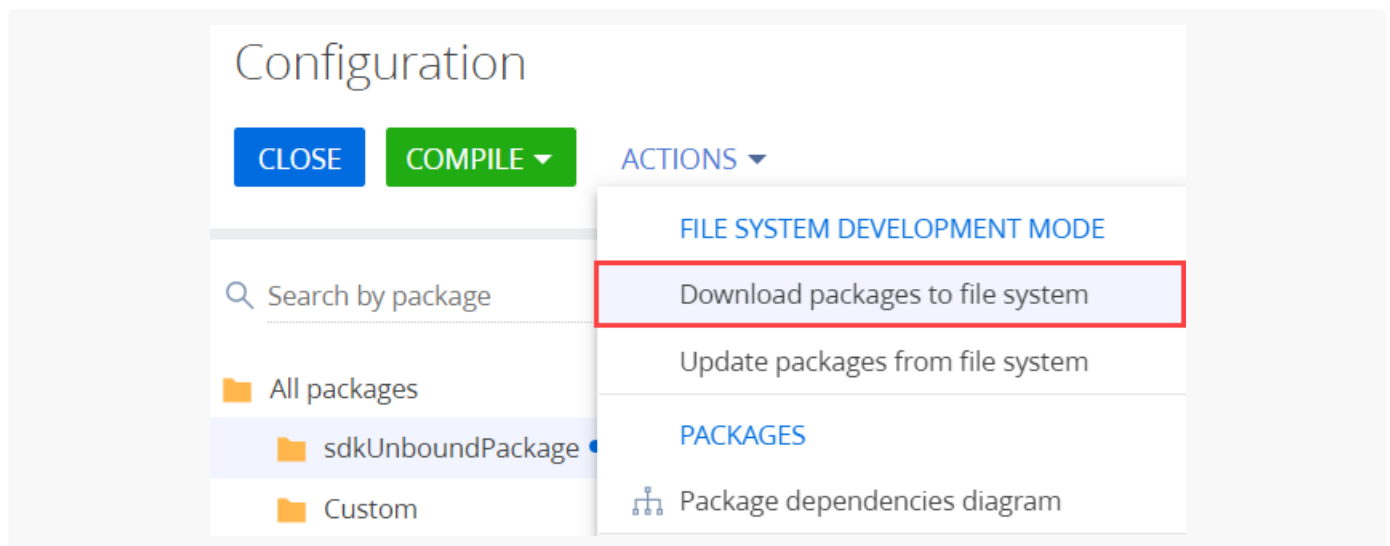 Configuration
CLOSE
COMPILE
ACTIONS
FILE SYSTEM DEVELOPMENT MODE
Search by package
Download packages to file system
Update packages from file system
All packages
PACKAGES
sdkUnboundPackage
Package dependencies diagram
Custom